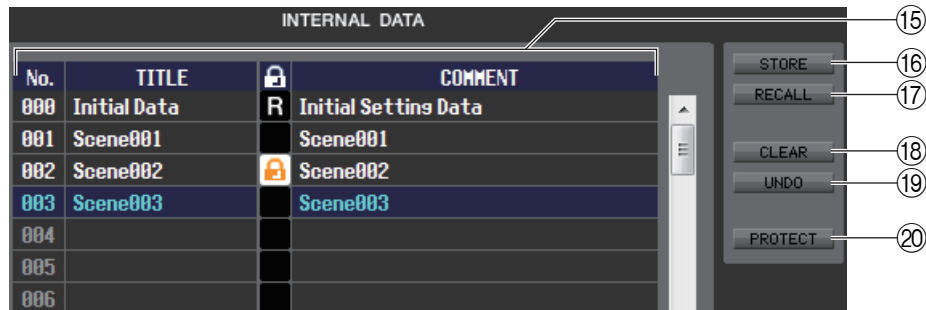 INTERNAL DATA
⑮
No. TITLE COMMENT
000 Initial Data R Initial Setting Data
001 Scene001 Scene001
002 Scene002 Scene002
003 Scene003 Scene003
004
005
006
STORE ⑯
RECALL ⑰
CLEAR ⑱
UNDO ⑲
PROTECT ⑳